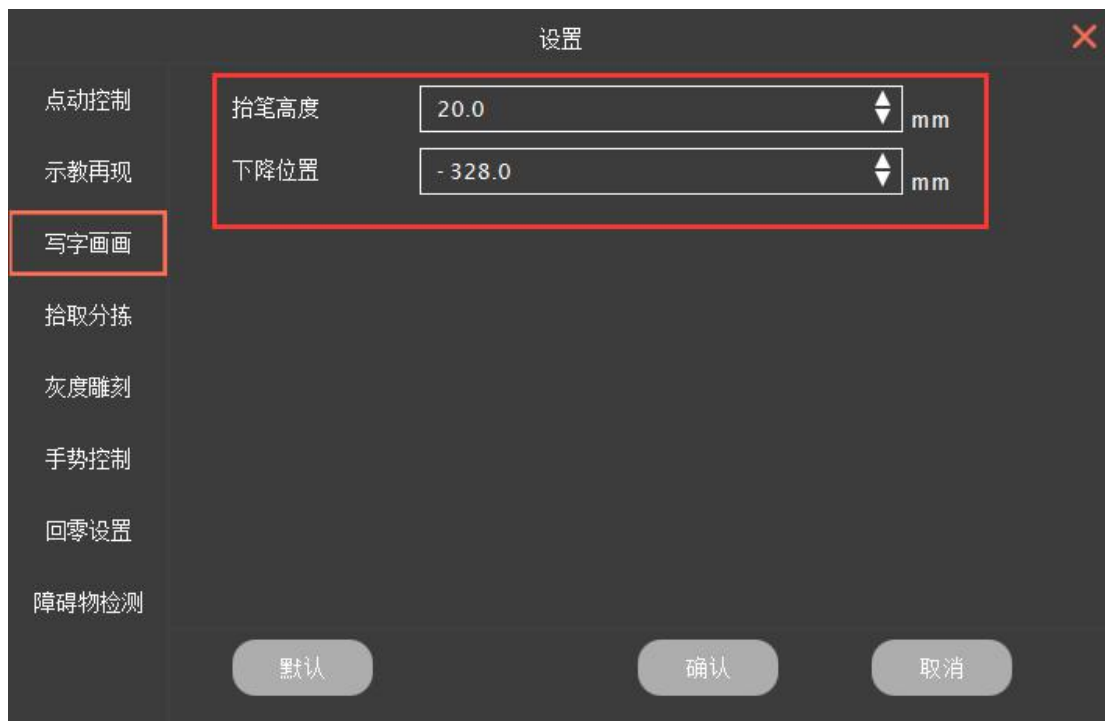 设置
点动控制
示教再现
写字画画
拾取分拣
灰度雕刻
手势控制
回零设置
障碍物检测
抬笔高度 20.0 mm
下降位置 - 328.0 mm
默认 确认 取消